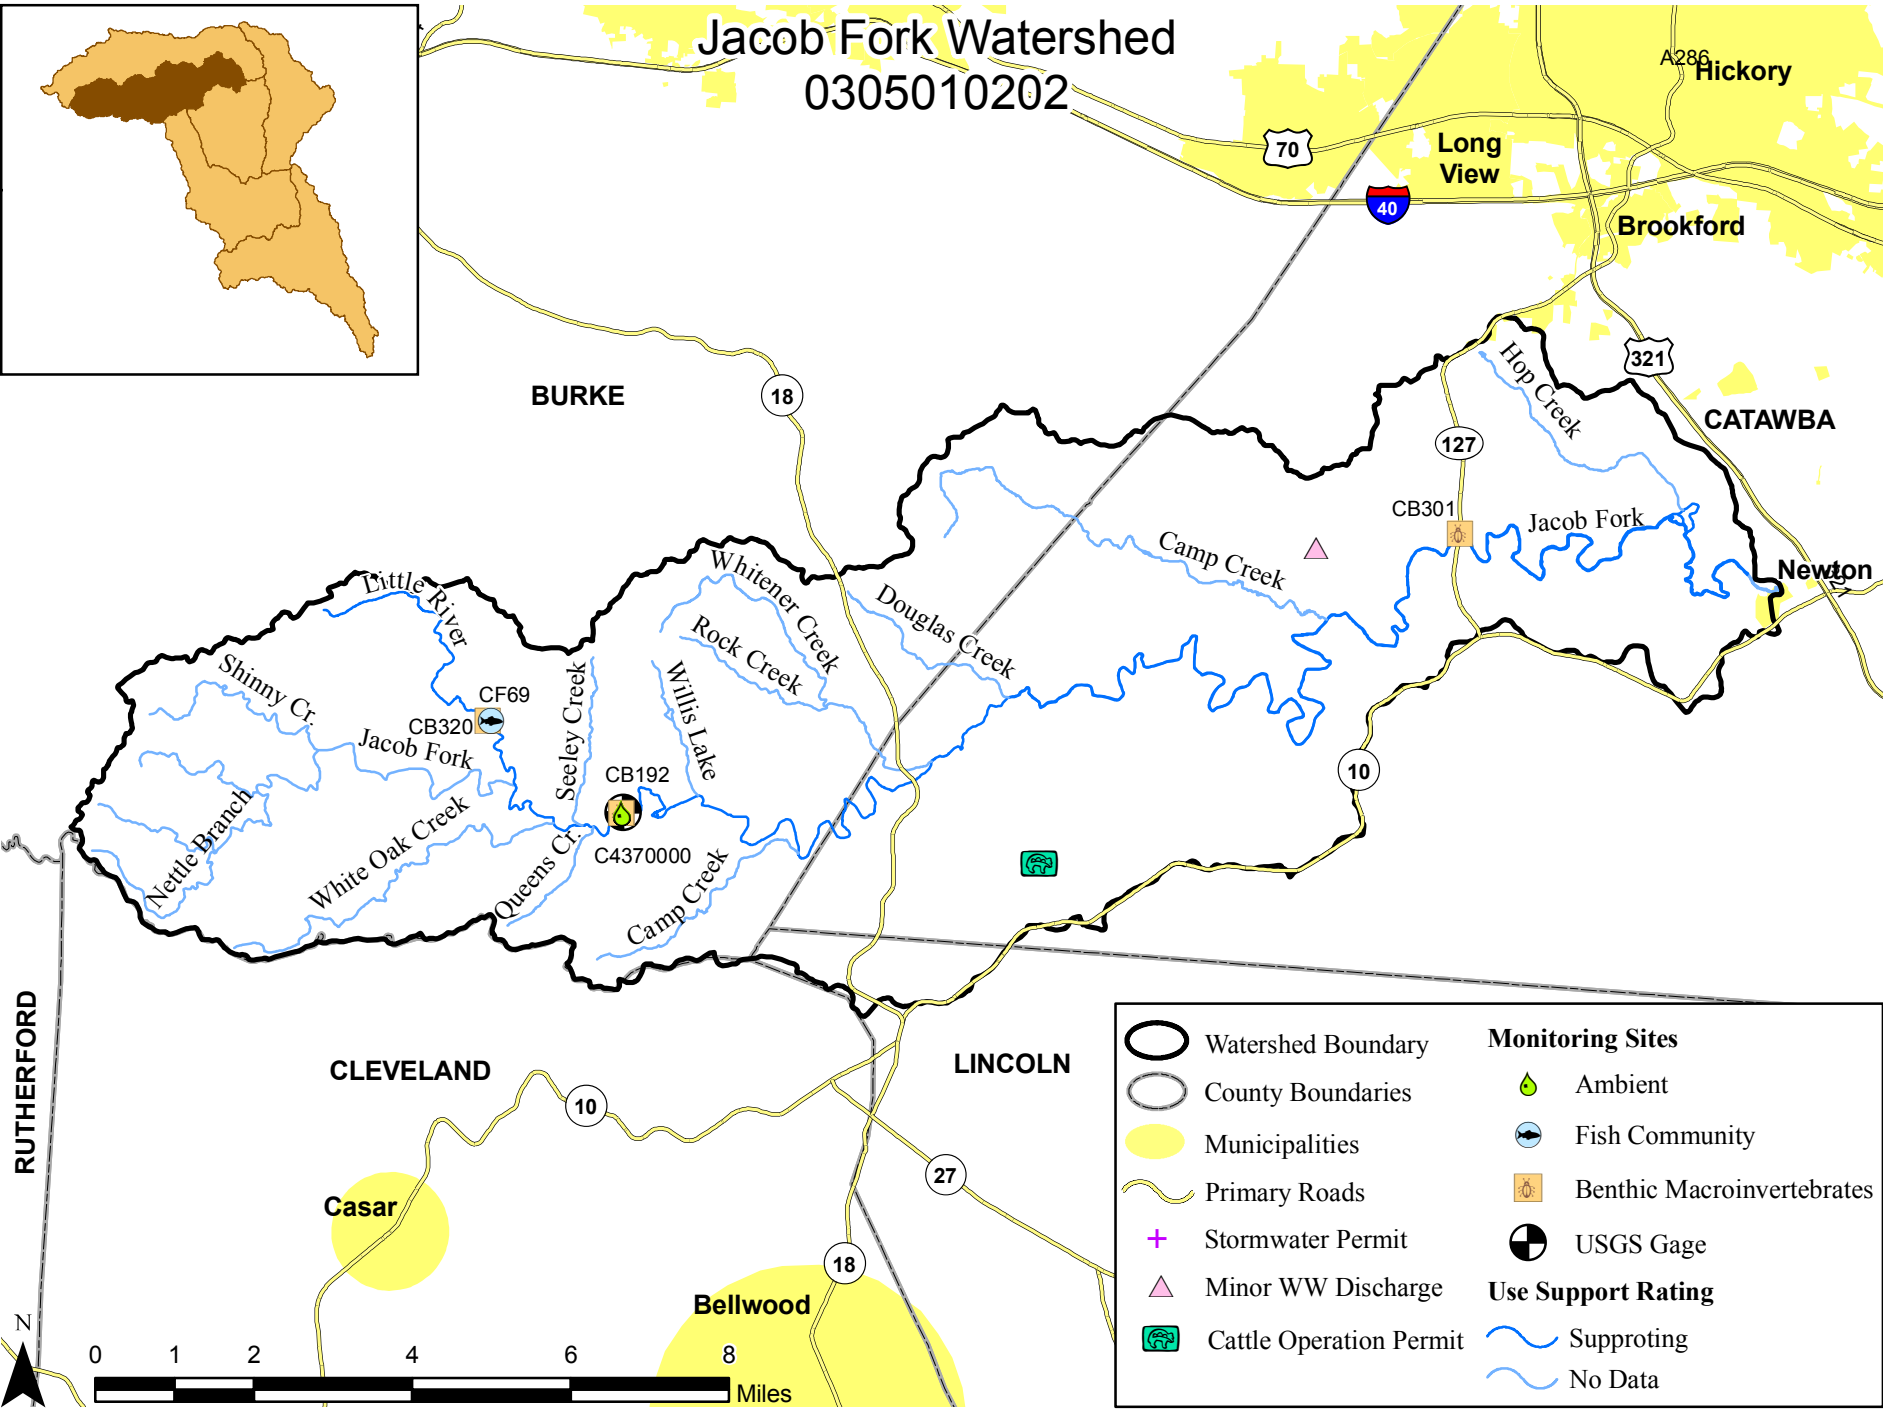 Jacob Fork Watershed
0305010202
A286
Hickory
70
Long
View
40
Brookford
321
BURKE
18
Hop Creek
CATAWBA
127
CB301
Jacob Fork
Camp Creek
Newton
321
Little River
Whitener Creek
Douglas Creek
Rock Creek
Shinny Cr.
Seeley Creek
Willis Lake
CF69
CB320
Jacob Fork
CB192
C4370000
Nettle Branch
White Oak Creek
Queens Cr.
Camp Creek
10
RUTHERFORD
CLEVELAND
LINCOLN
10
27
Casar
18
Bellwood
N
0 1 2 4 6 8
Miles
Watershed Boundary
County Boundaries
Municipalities
Primary Roads
Stormwater Permit
Minor WW Discharge
Cattle Operation Permit
Monitoring Sites
Ambient
Fish Community
Benthic Macroinvertebrates
USGS Gage
Use Support Rating
Supproting
No Data